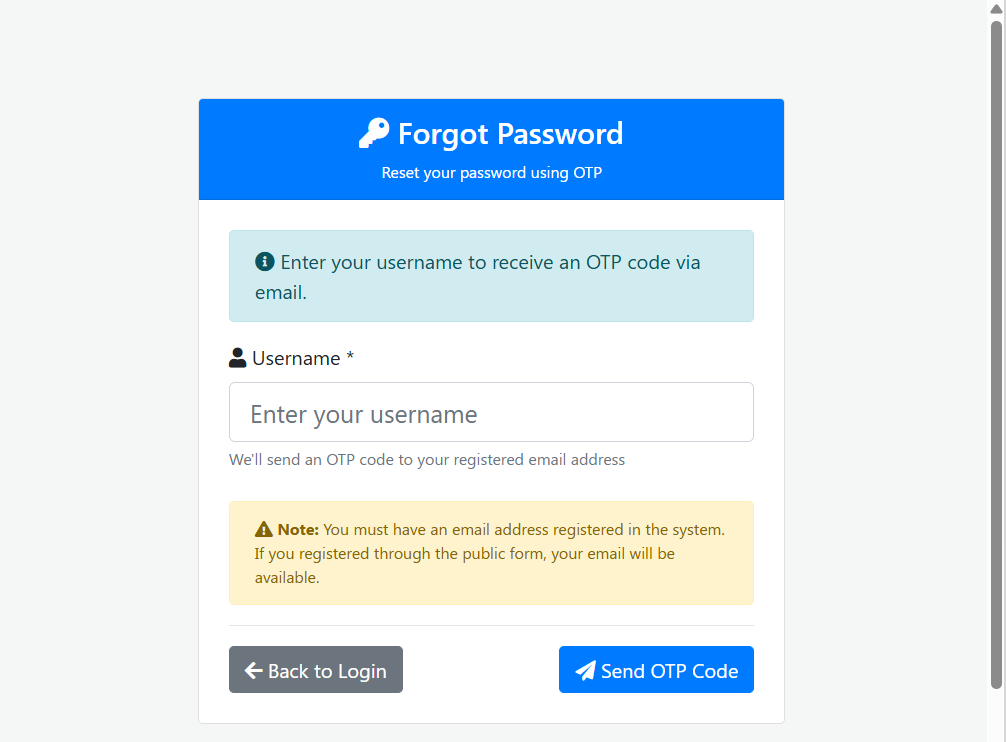 Forgot Password
Reset your password using OTP
Enter your username to receive an OTP code via
email.
Username *
Enter your username
We'll send an OTP code to your registered email address
Note: You must have an email address registered in the system.
If you registered through the public form, your email will be
available.
Back to Login
Send OTP Code